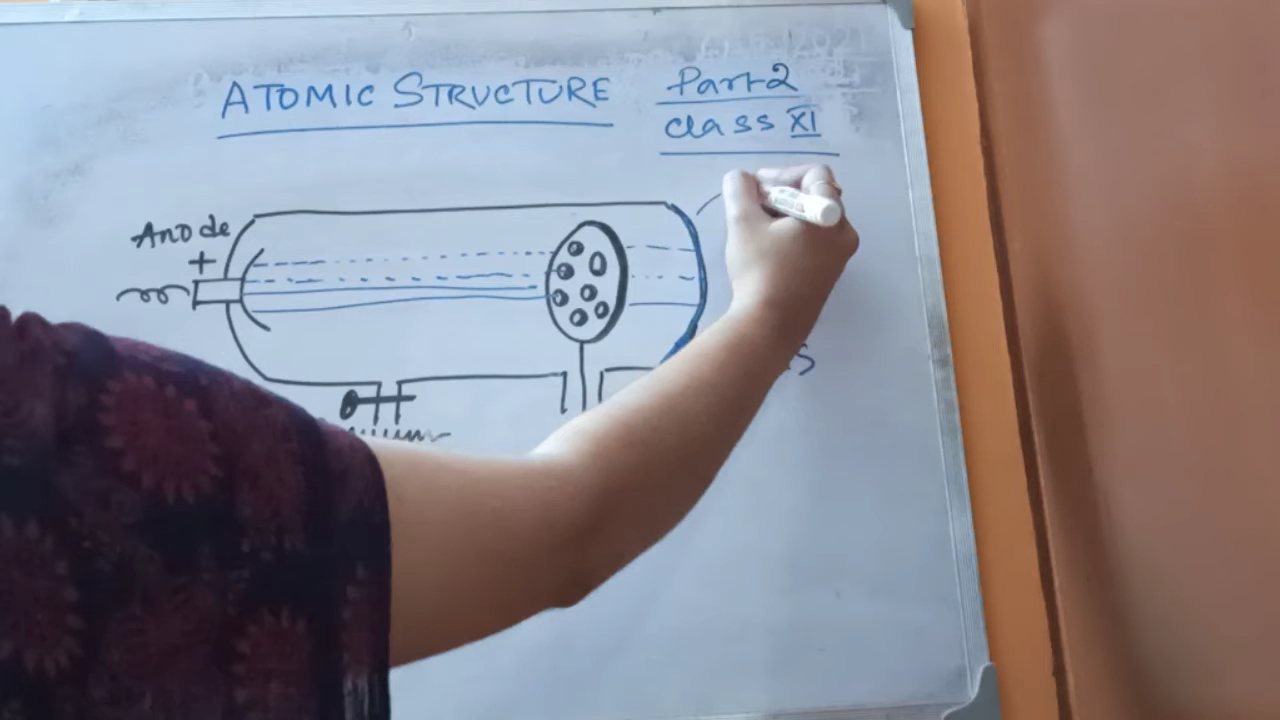 ATOMIC STRUCTURE
Part 2
class XI
Anode
+